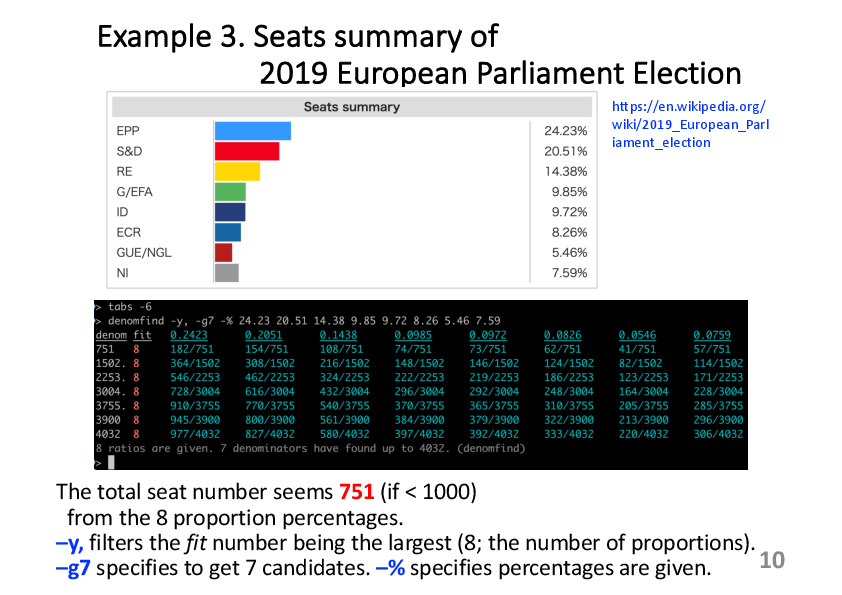 Example 3. Seats summary of
2019 European Parliament Election
https://en.wikipedia.org/
wiki/2019_European_Parl
iament_election
Seats summary
EPP 24.23%
S&D 20.51%
RE 14.38%
G/EFA 9.85%
ID 9.72%
ECR 8.26%
GUE/NGL 5.46%
NI 7.59%
> tabs -6
> denomfind -y, -g7 -% 24.23 20.51 14.38 9.85 9.72 8.26 5.46 7.59
denom fit 0.2423 0.2051 0.1438 0.0985 0.0972 0.0826 0.0546 0.0759
751 8 182/751 154/751 108/751 74/751 73/751 62/751 41/751 57/751
1502. 8 364/1502 308/1502 216/1502 148/1502 146/1502 124/1502 82/1502 114/1502
2253. 8 546/2253 462/2253 324/2253 222/2253 219/2253 186/2253 123/2253 171/2253
3004. 8 728/3004 616/3004 432/3004 296/3004 292/3004 248/3004 164/3004 228/3004
3755. 8 910/3755 770/3755 540/3755 370/3755 365/3755 310/3755 205/3755 285/3755
3900 8 945/3900 800/3900 561/3900 384/3900 379/3900 322/3900 213/3900 296/3900
4032 8 977/4032 827/4032 580/4032 397/4032 392/4032 333/4032 220/4032 306/4032
8 ratios are given. 7 denominators have found up to 4032. (denomfind)
>
The total seat number seems 751 (if < 1000)
from the 8 proportion percentages.
–y, filters the fit number being the largest (8; the number of proportions).
–g7 specifies to get 7 candidates. –% specifies percentages are given.
10